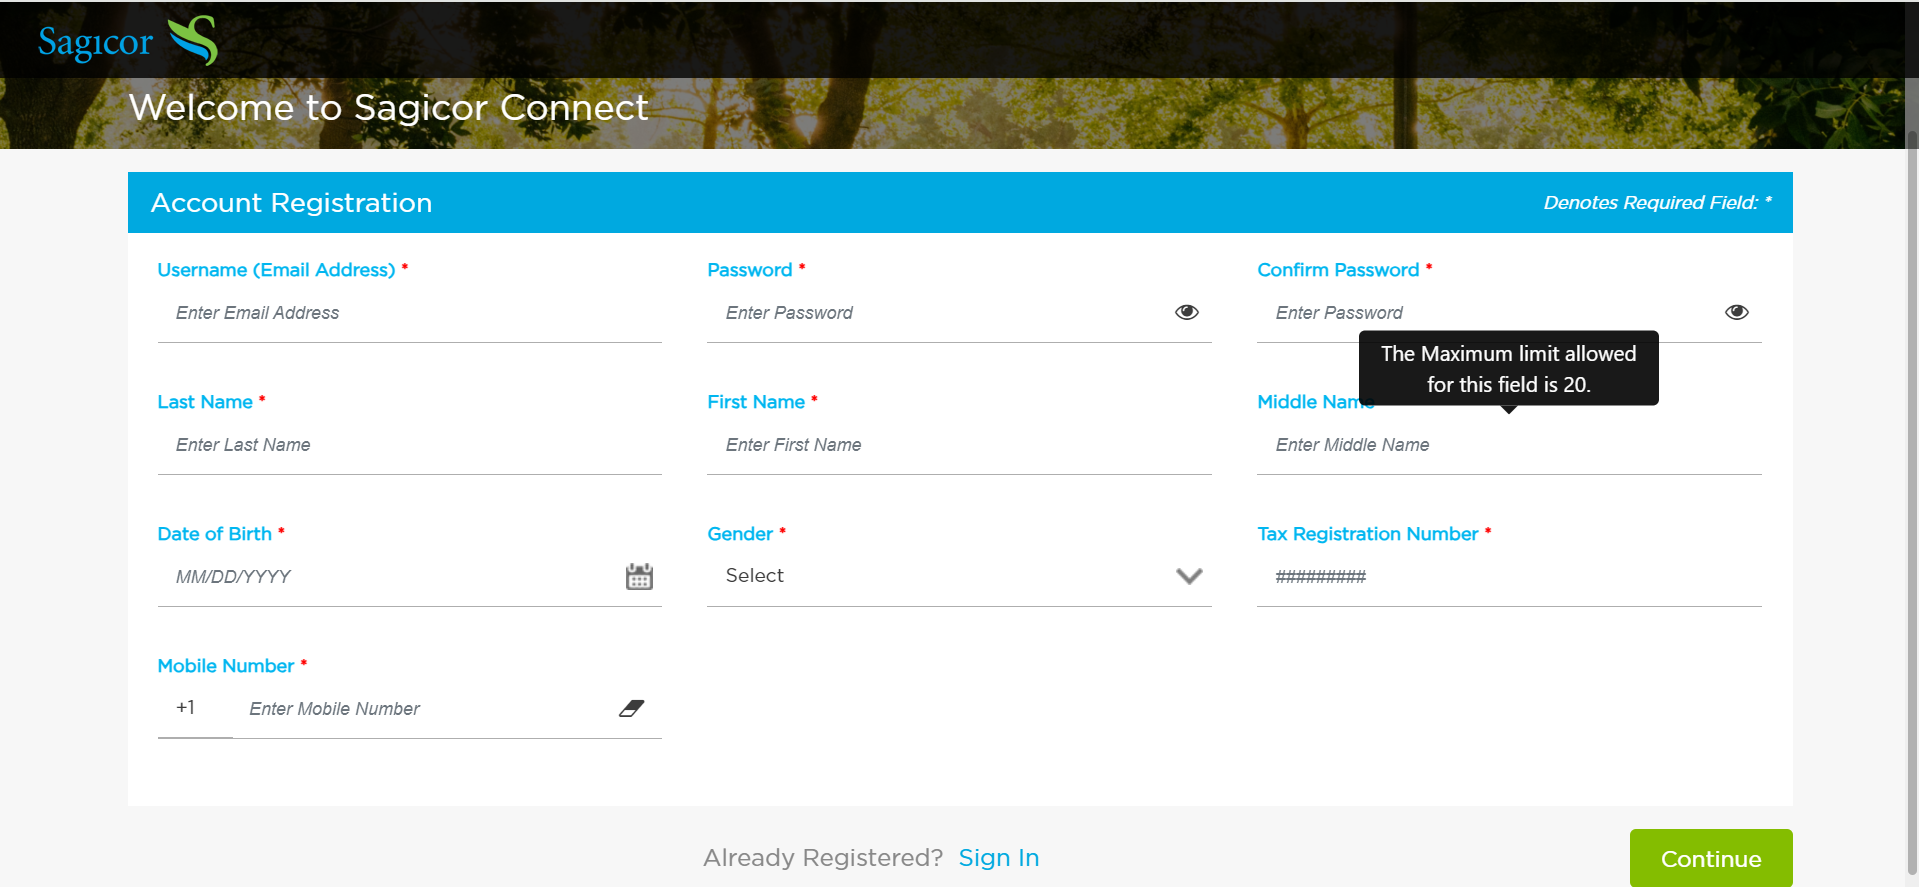 Sagicor
Welcome to Sagicor Connect
Account Registration
Denotes Required Field: *
Username (Email Address) *
Enter Email Address
Password *
Enter Password
Confirm Password *
Enter Password
The Maximum limit allowed
for this field is 20.
Last Name *
Enter Last Name
First Name *
Enter First Name
Middle Name
Enter Middle Name
Date of Birth *
MM/DD/YYYY
Gender *
Select
Tax Registration Number *
#########
Mobile Number *
+1
Enter Mobile Number
Already Registered? Sign In
Continue